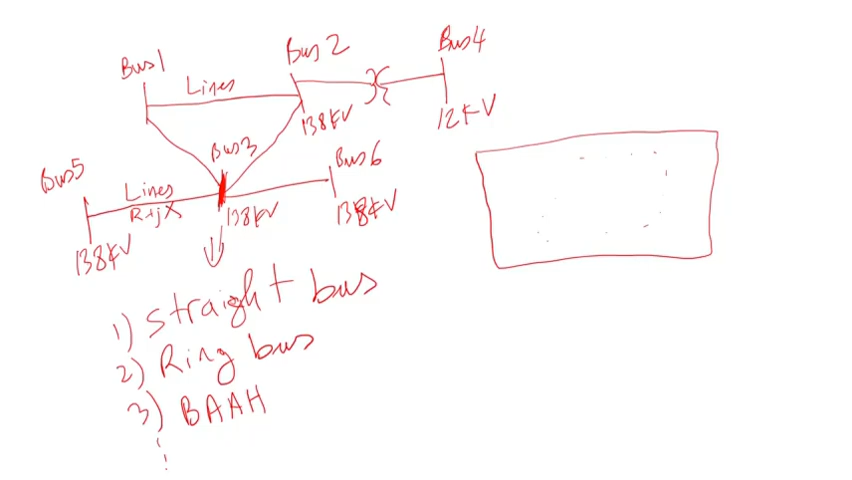 Bus1
Lines
Bus 2
138KV
Bus4
12KV
Bus5
138KV
Lines
R+jX
Bus3
138KV
Bus6
138KV
1) straight bus
2) Ring bus
3) BAAH